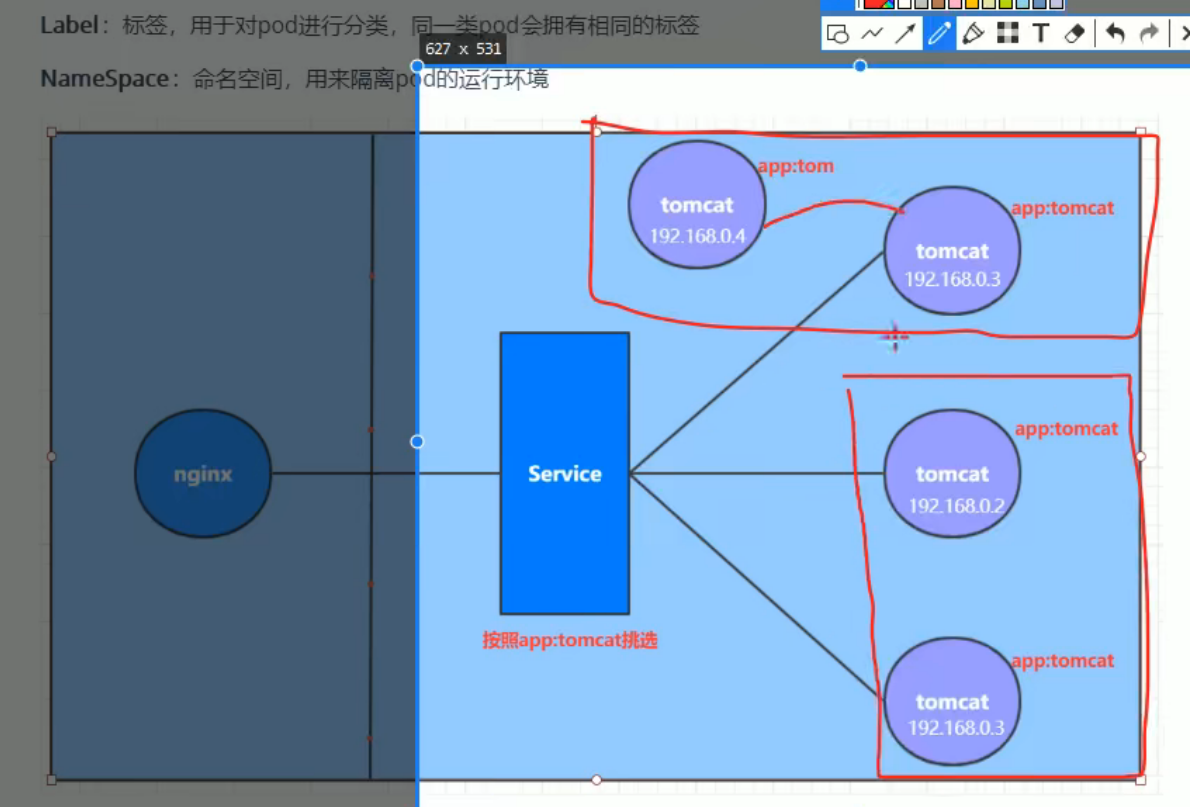 Label：标签，用于对pod进行分类，同一类pod会拥有相同的标签
627 x 531
NameSpace：命名空间，用来隔离pod的运行环境
app:tom
tomcat
192.168.0.4
app:tomcat
tomcat
192.168.0.3
nginx
Service
app:tomcat
tomcat
192.168.0.2
按照app:tomcat挑选
app:tomcat
tomcat
192.168.0.3